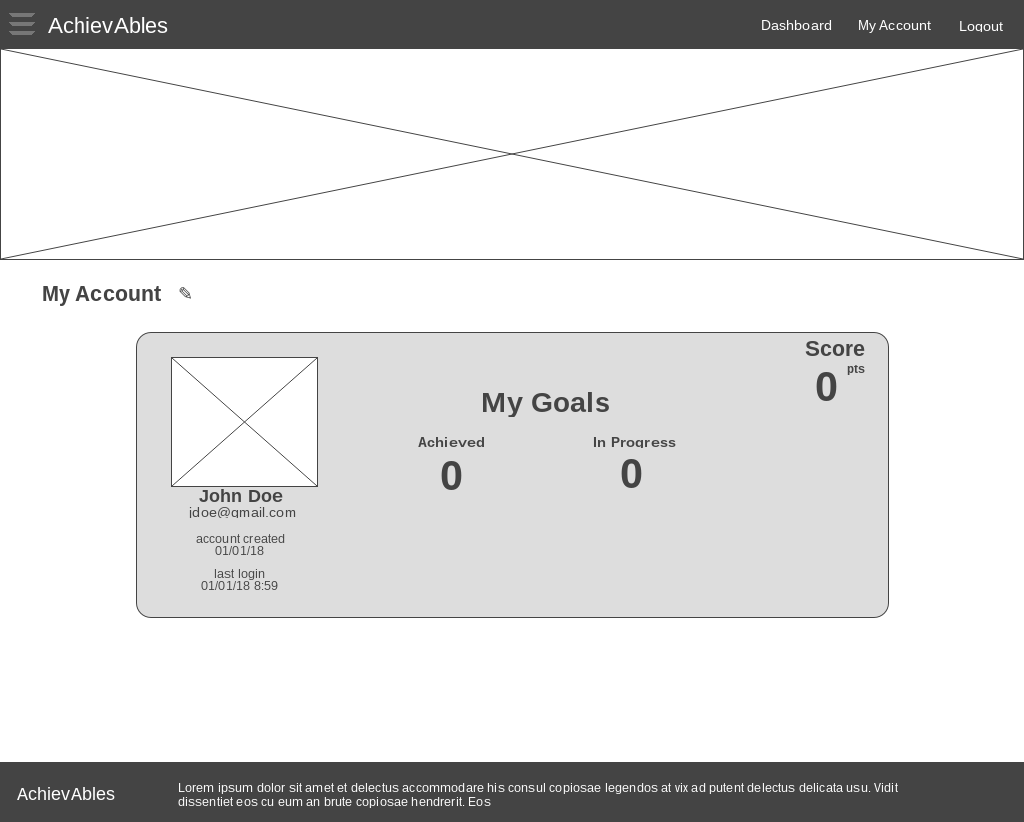 AchievAbles
Dashboard My Account Logout
My Account ✎
Score
0 pts
My Goals
Achieved In Progress
0 0
John Doe
jdoe@gmail.com
account created
01/01/18
last login
01/01/18 8:59
AchievAbles
Lorem ipsum dolor sit amet et delectus accommodare his consul copiosae legendos at vix ad putent delectus delicata usu. Vidit
dissentiet eos cu eum an brute copiosae hendrerit. Eos